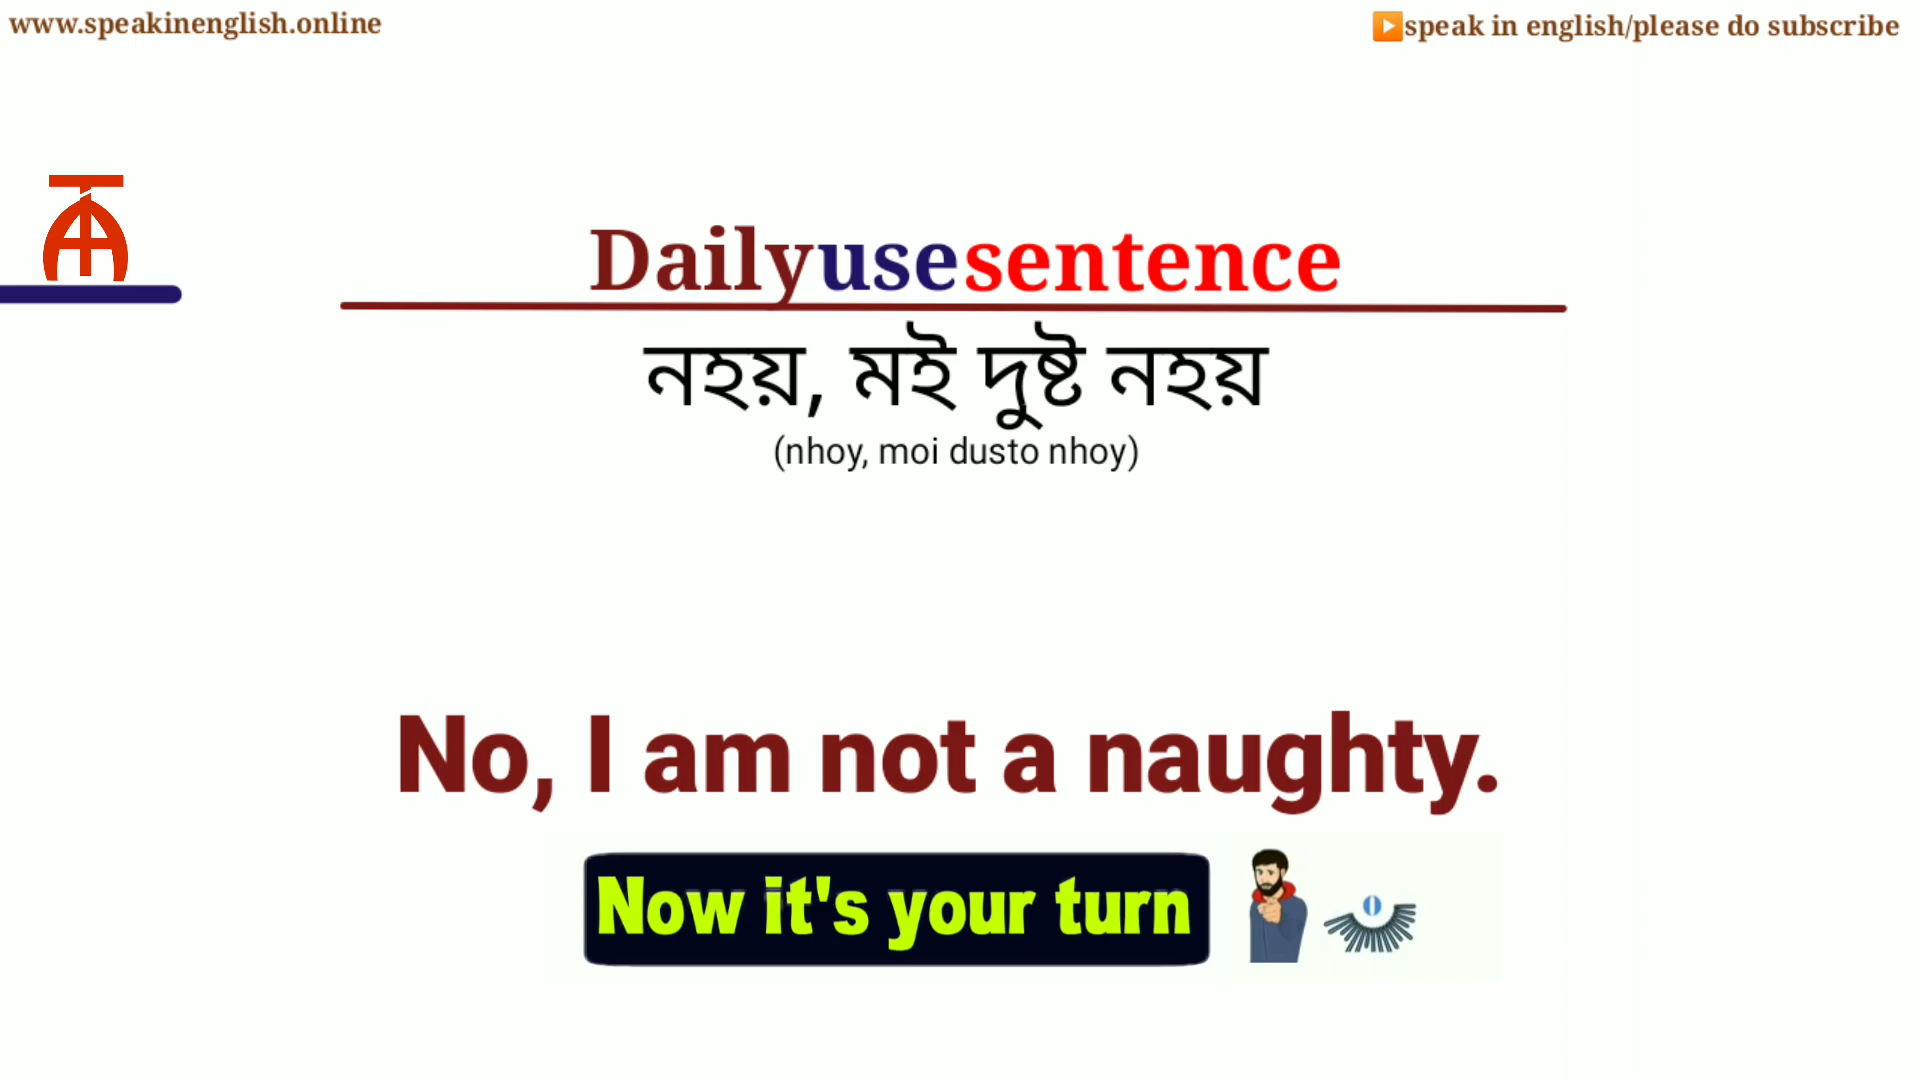 www.speakinenglish.online
speak in english/please do subscribe
Dailyusesentence
নহয়, মই দুষ্ট নহয়
(nhoy, moi dusto nhoy)
No, I am not a naughty.
Now it's your turn
0